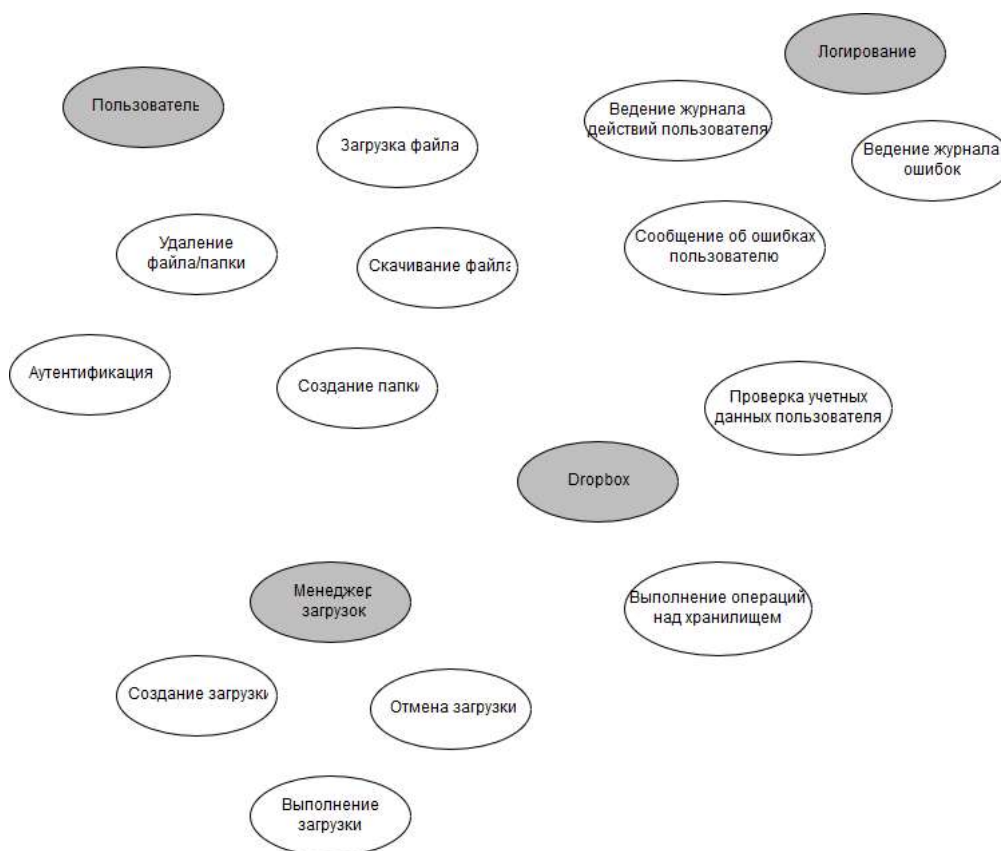 Логирование
Пользователь
Ведение журнала
действий пользователя
Загрузка файла
Ведение журнала
ошибок
Удаление
файла/папки
Скачивание файла
Сообщение об ошибках
пользователю
Аутентификация
Создание папки
Проверка учетных
данных пользователя
Dropbox
Менеджер
загрузок
Выполнение операций
над хранилищем
Создание загрузки
Отмена загрузки
Выполнение
загрузки